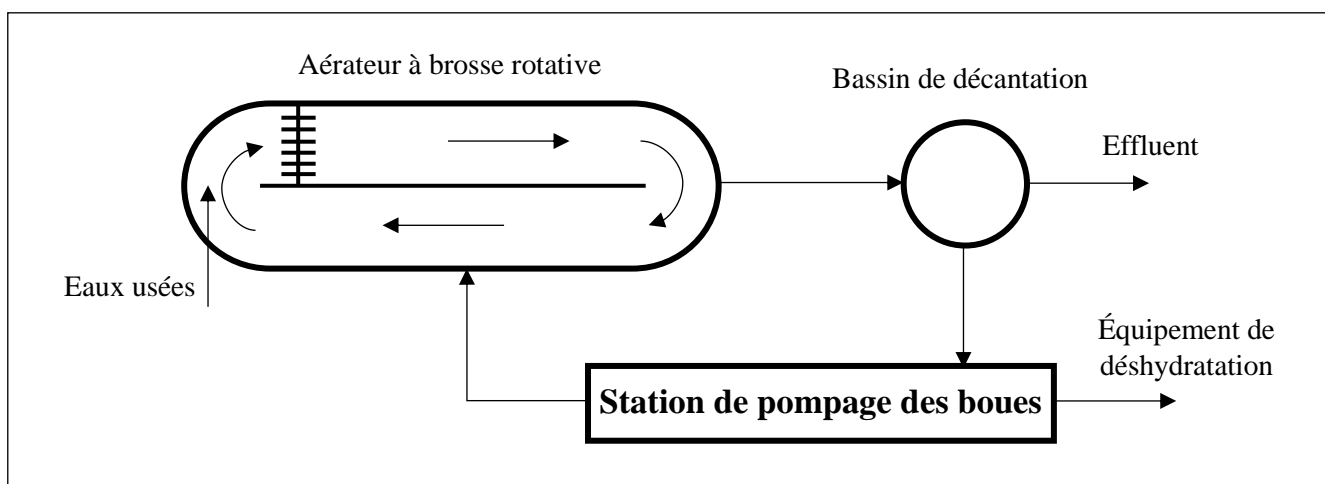 Aérateur à brosse rotative
Bassin de décantation
Effluent
Eaux usées
Équipement de
déshydratation
Station de pompage des boues